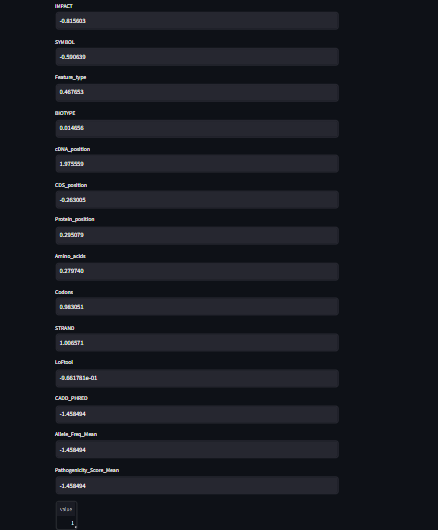 IMPACT
-0.815603
SYMBOL
-0.590639
Feature_type
0.467653
BIOTYPE
0.014656
cDNA_position
1.975559
CDS_position
-0.263005
Protein_position
0.295079
Amino_acids
0.279740
Codons
0.983051
STRAND
1.006571
LoFtool
-9.661781e-01
CADD_PHRED
-1.458494
Allele_Freq_Mean
-1.458494
Pathogenicity_Score_Mean
-1.458494
value
1